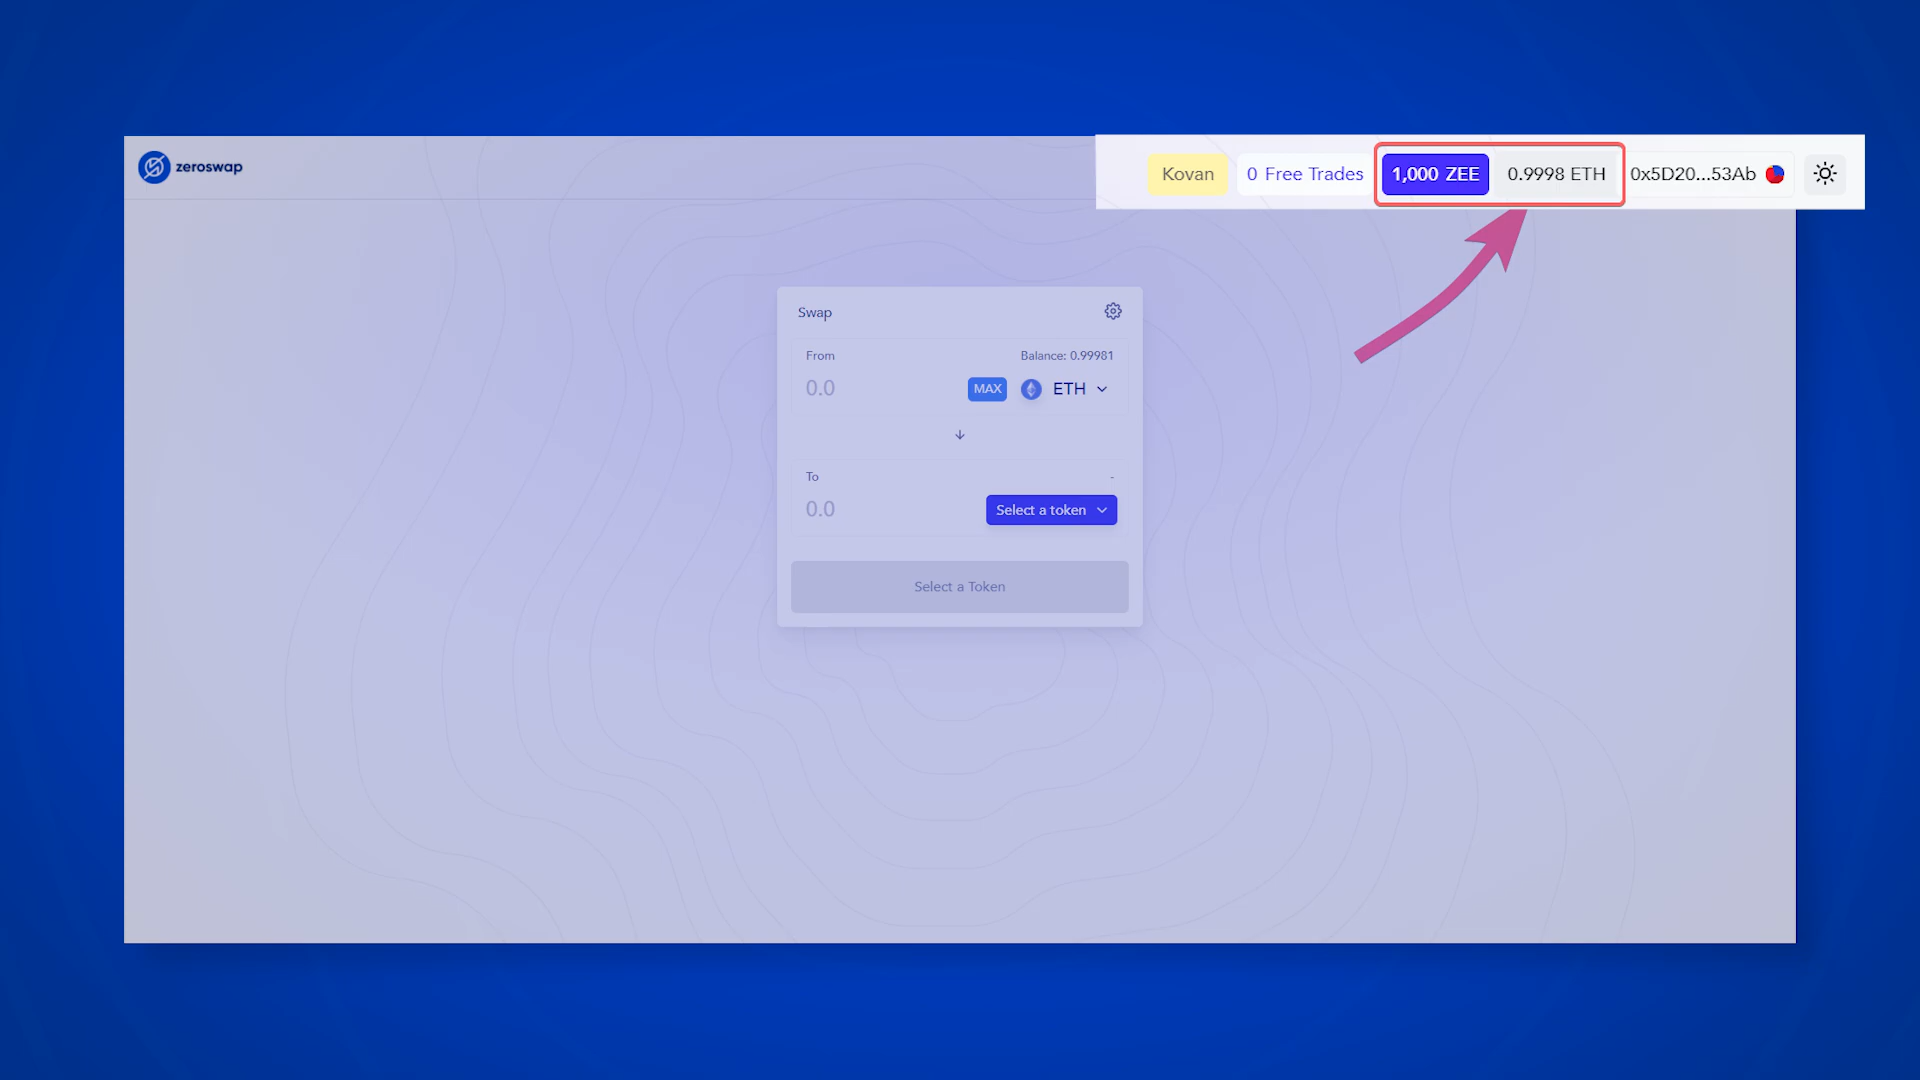 zeroswap
Kovan 0 Free Trades 1,000 ZEE 0.9998 ETH 0x5D20...53Ab
Swap
From Balance: 0.99981
0.0 MAX ETH
To -
0.0 Select a token
Select a Token